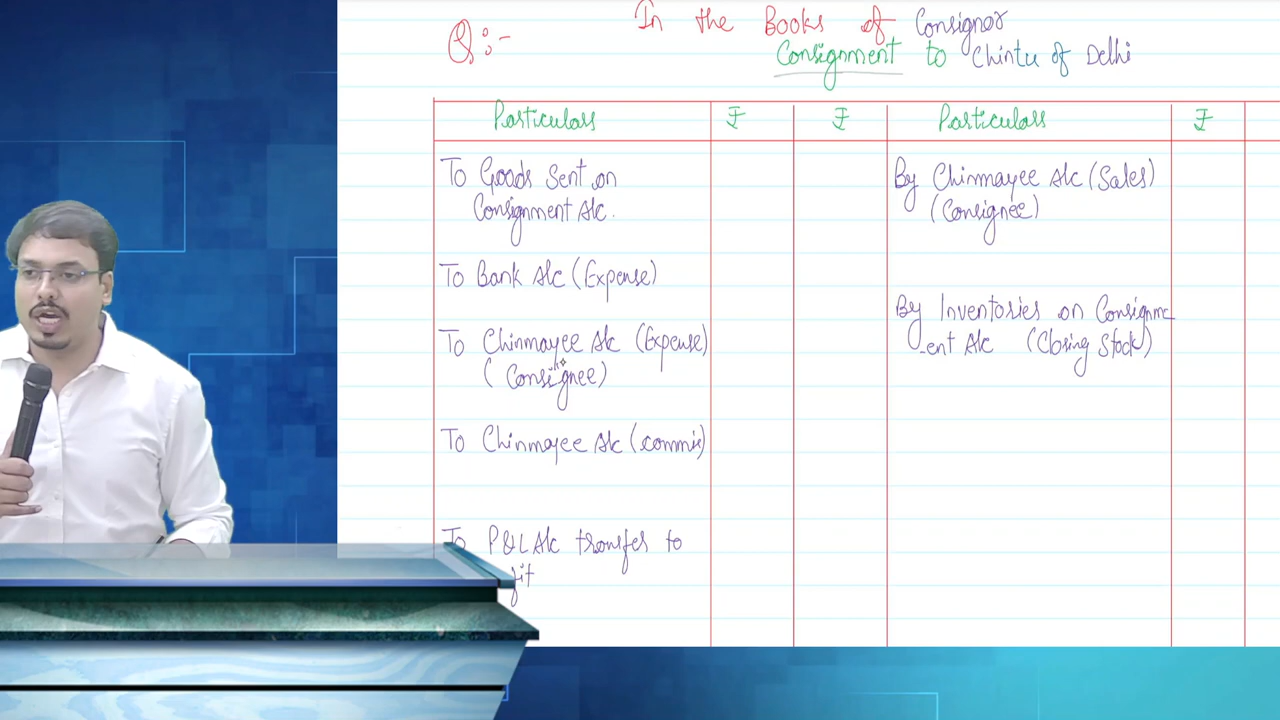 Q:-
In the Books of Consignor
Consignment to Chintu of Delhi
Particulars ₹ ₹ Particulars ₹
To Goods Sent on
Consignment A/c.
To Bank A/c (Expense)
To Chinmayee A/c (Expense)
(Consignee)
To Chinmayee A/c (commis)
To P&L A/c transfer to
fit
By Chinmayee A/c (Sales)
(Consignee)
By Inventories on Consignm
-ent A/c (Closing Stock)